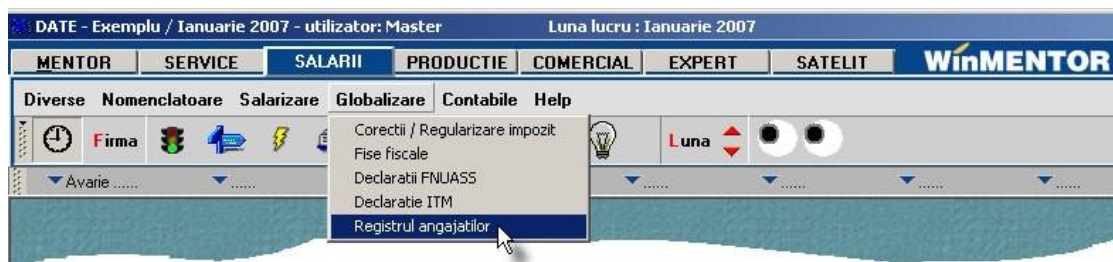 DATE - Exemplu / Ianuarie 2007 - utilizator: Master Luna lucru : Ianuarie 2007
MENTOR SERVICE SALARII PRODUCTIE COMERCIAL EXPERT SATELIT WinMENTOR
Diverse Nomenclatoare Salarizare Globalizare Contabile Help
Firma Luna
Corectii / Regularizare impozit
Fise fiscale
Declaratii FNUASS
Declaratie ITM
Registrul angajatilor
Avarie ...... ...... ...... ...... ...... ......